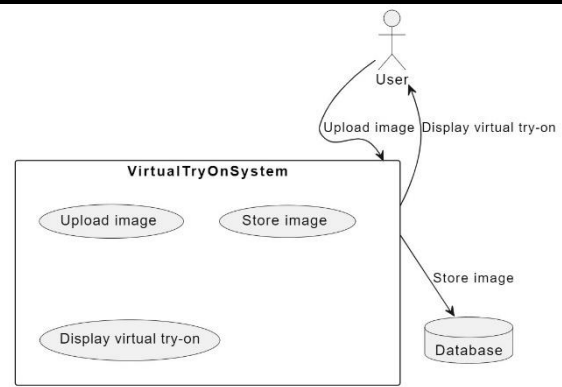 User
Upload image
Display virtual try-on
VirtualTryOnSystem
Upload image
Store image
Store image
Display virtual try-on
Database